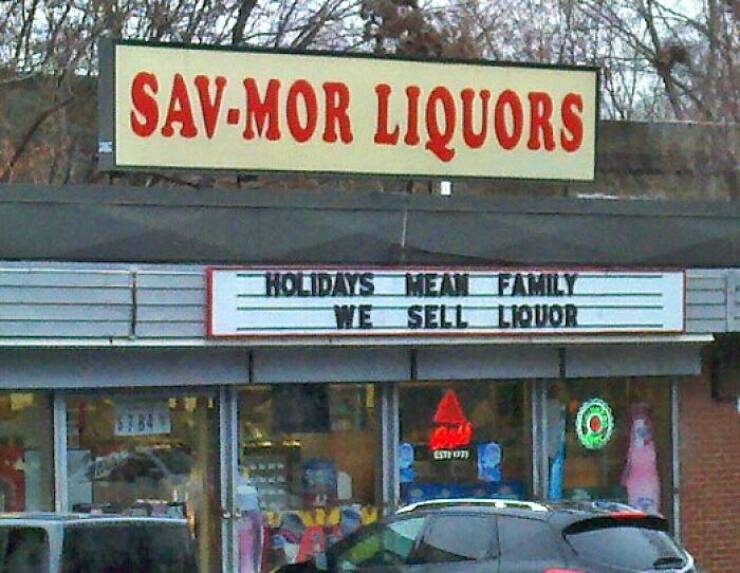 SAV-MOR LIQUORS
HOLIDAYS MEAN FAMILY
WE SELL LIQUOR